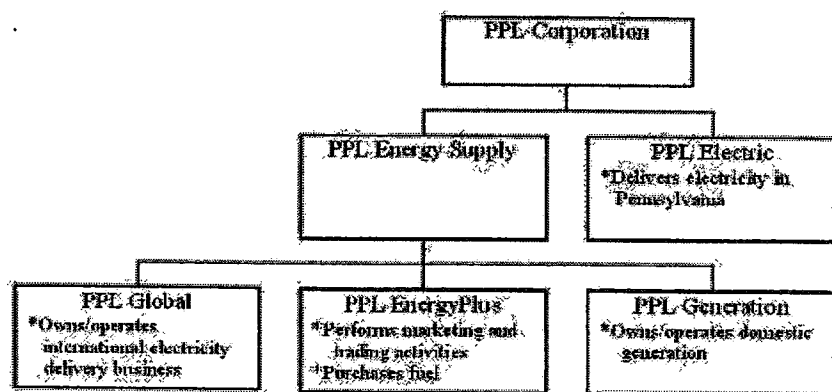 PPL Corporation
PPL Energy Supply
PPL Electric
*Delivers electricity in
Pennsylvania
PPL Global
*Owns/operates
international electricity
delivery business
PPL EnergyPlus
*Performs marketing and
trading activities
*Purchases fuel
PPL Generation
*Owns/operates domestic
generation